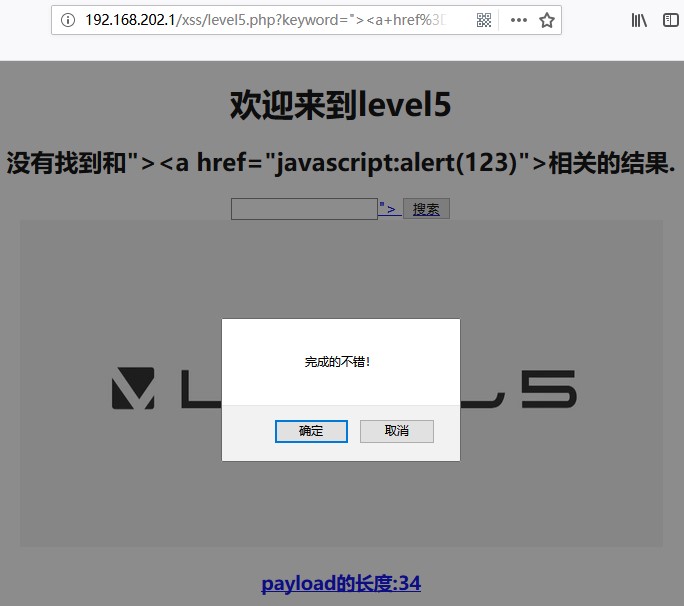 192.168.202.1/xss/level5.php?keyword="><a+href%3D
欢迎来到level5
没有找到和"><a href="javascript:alert(123)">相关的结果.
"> 搜索
L 5
完成的不错!
确定 取消
payload的长度:34